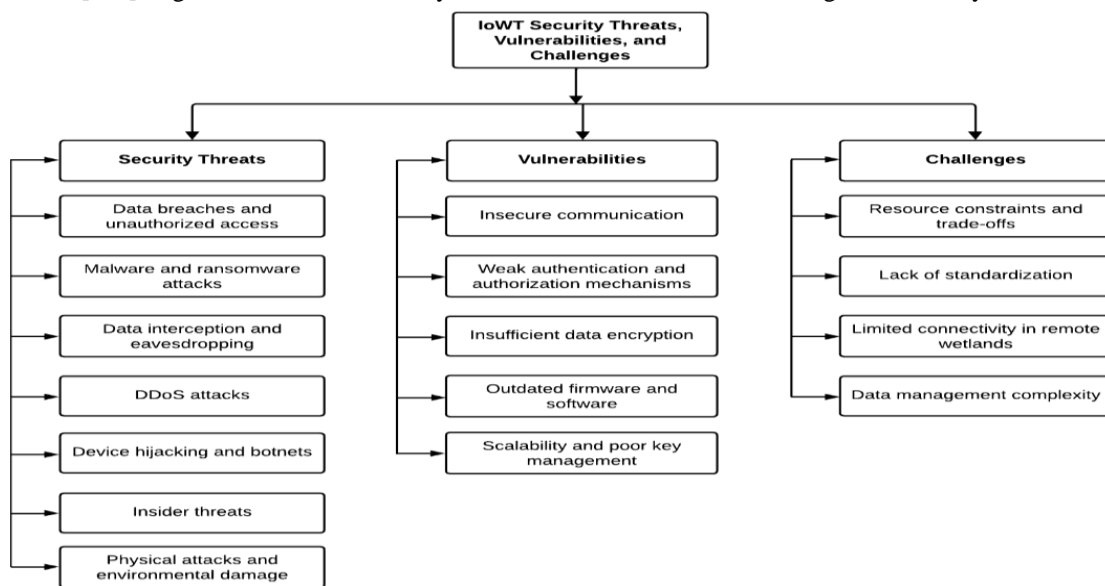 IoWT Security Threats,
Vulnerabilities, and
Challenges
Security Threats
Data breaches and
unauthorized access
Malware and ransomware
attacks
Data interception and
eavesdropping
DDoS attacks
Device hijacking and botnets
Insider threats
Physical attacks and
environmental damage
Vulnerabilities
Insecure communication
Weak authentication and
authorization mechanisms
Insufficient data encryption
Outdated firmware and
software
Scalability and poor key
management
Challenges
Resource constraints and
trade-offs
Lack of standardization
Limited connectivity in remote
wetlands
Data management complexity